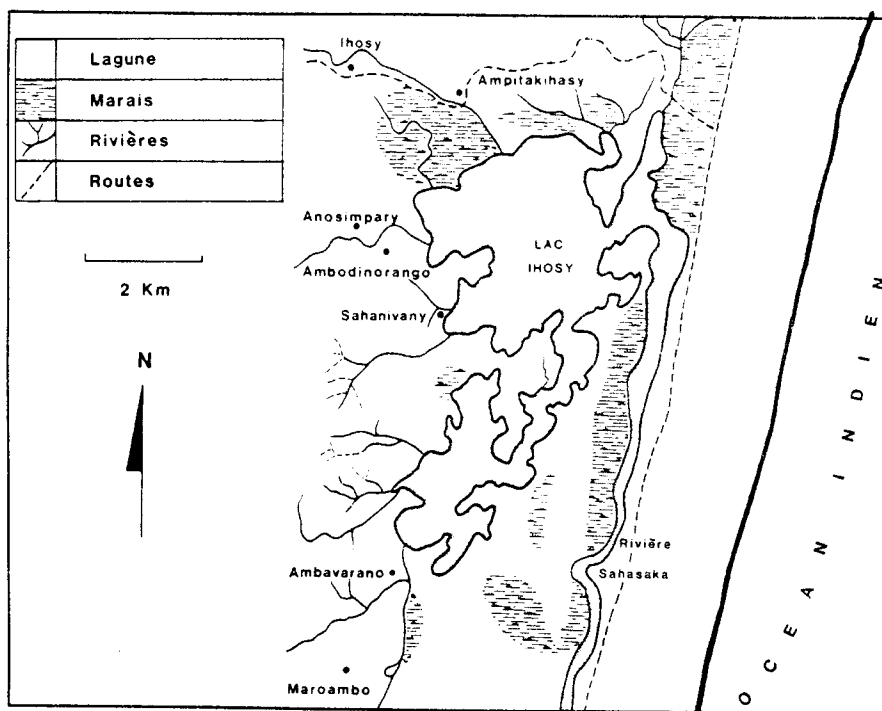 Lagune
Marais
Rivières
Routes
Ihosy
Ampitakihasy
Anosimpary
Ambodinorango
LAC
IHOSY
2 Km
Sahanivany
N
Rivière
Sahasaka
Ambavarano
Maroambo
OCEAN INDIEN